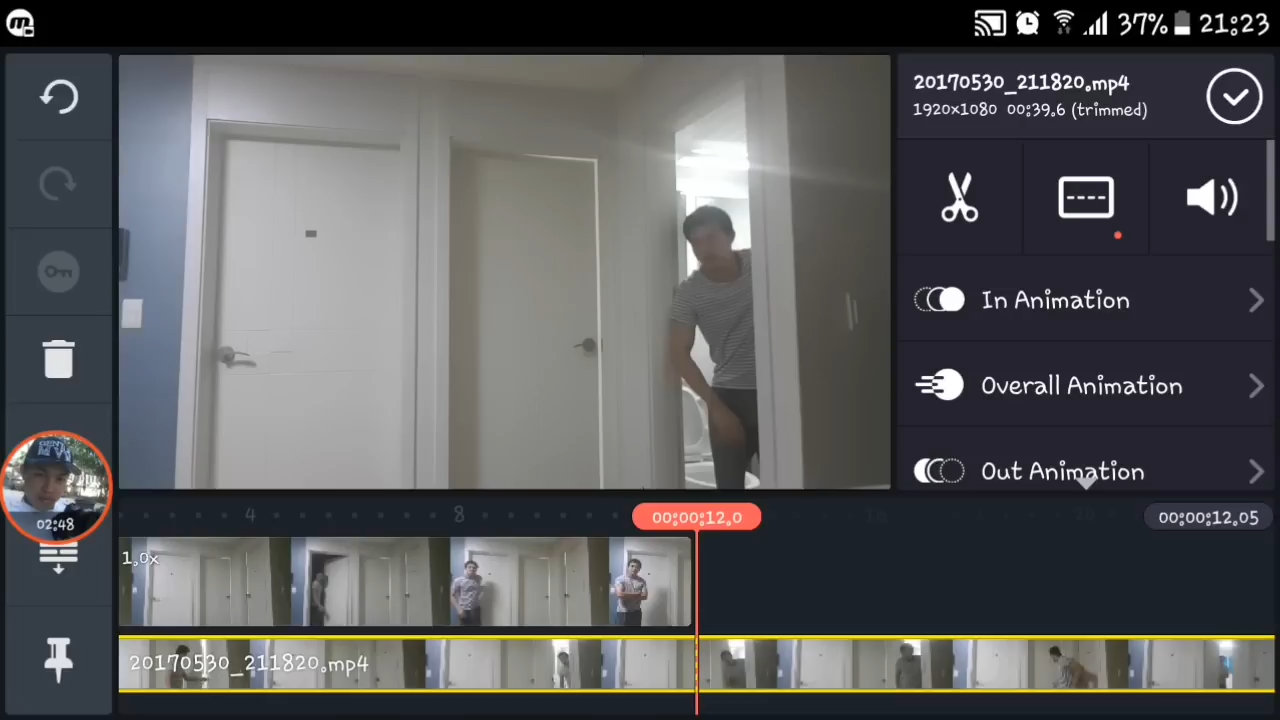 37% 21:23
20170530_211820.mp4
1920x1080 00:39.6 (trimmed)
In Animation
Overall Animation
Out Animation
02:48
4 8 00:00:12.0 00:00:12.05
1.0x
20170530_211820.mp4